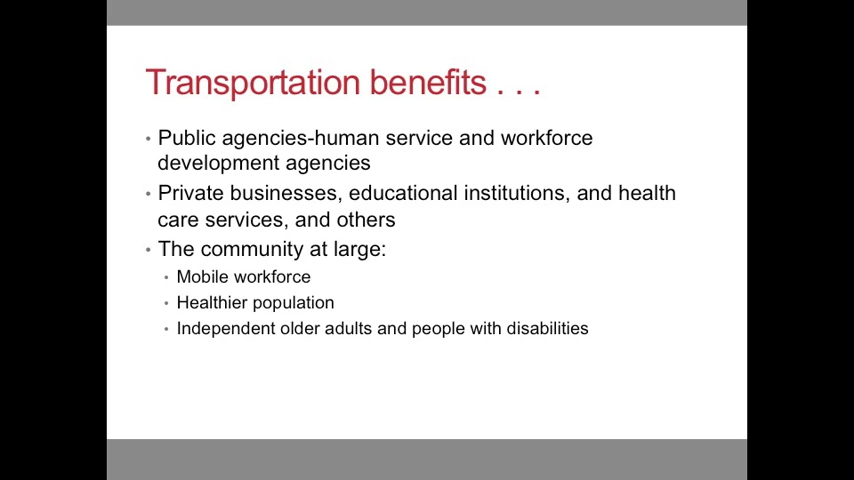 Transportation benefits . . .
• Public agencies-human service and workforce
development agencies
• Private businesses, educational institutions, and health
care services, and others
• The community at large:
• Mobile workforce
• Healthier population
• Independent older adults and people with disabilities